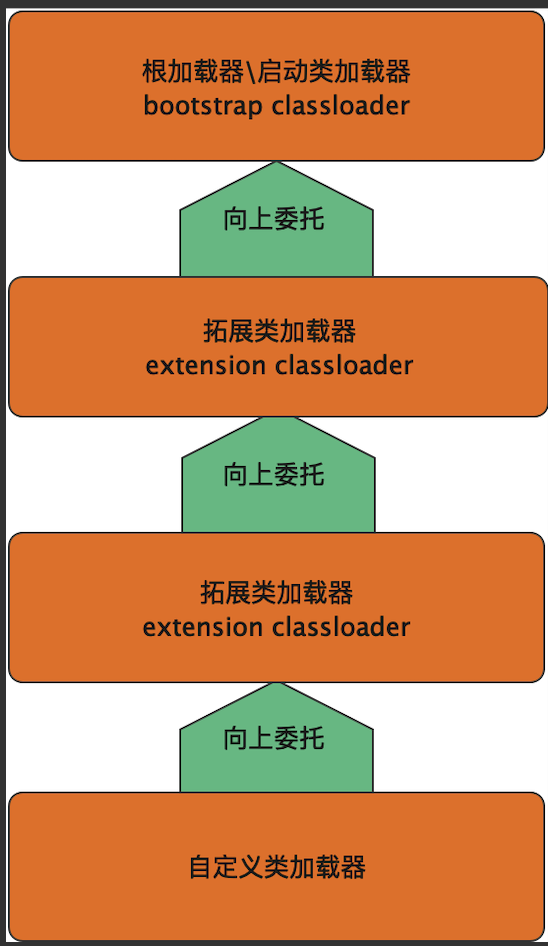 根加载器\启动类加载器
bootstrap classloader
向上委托
拓展类加载器
extension classloader
向上委托
拓展类加载器
extension classloader
向上委托
自定义类加载器